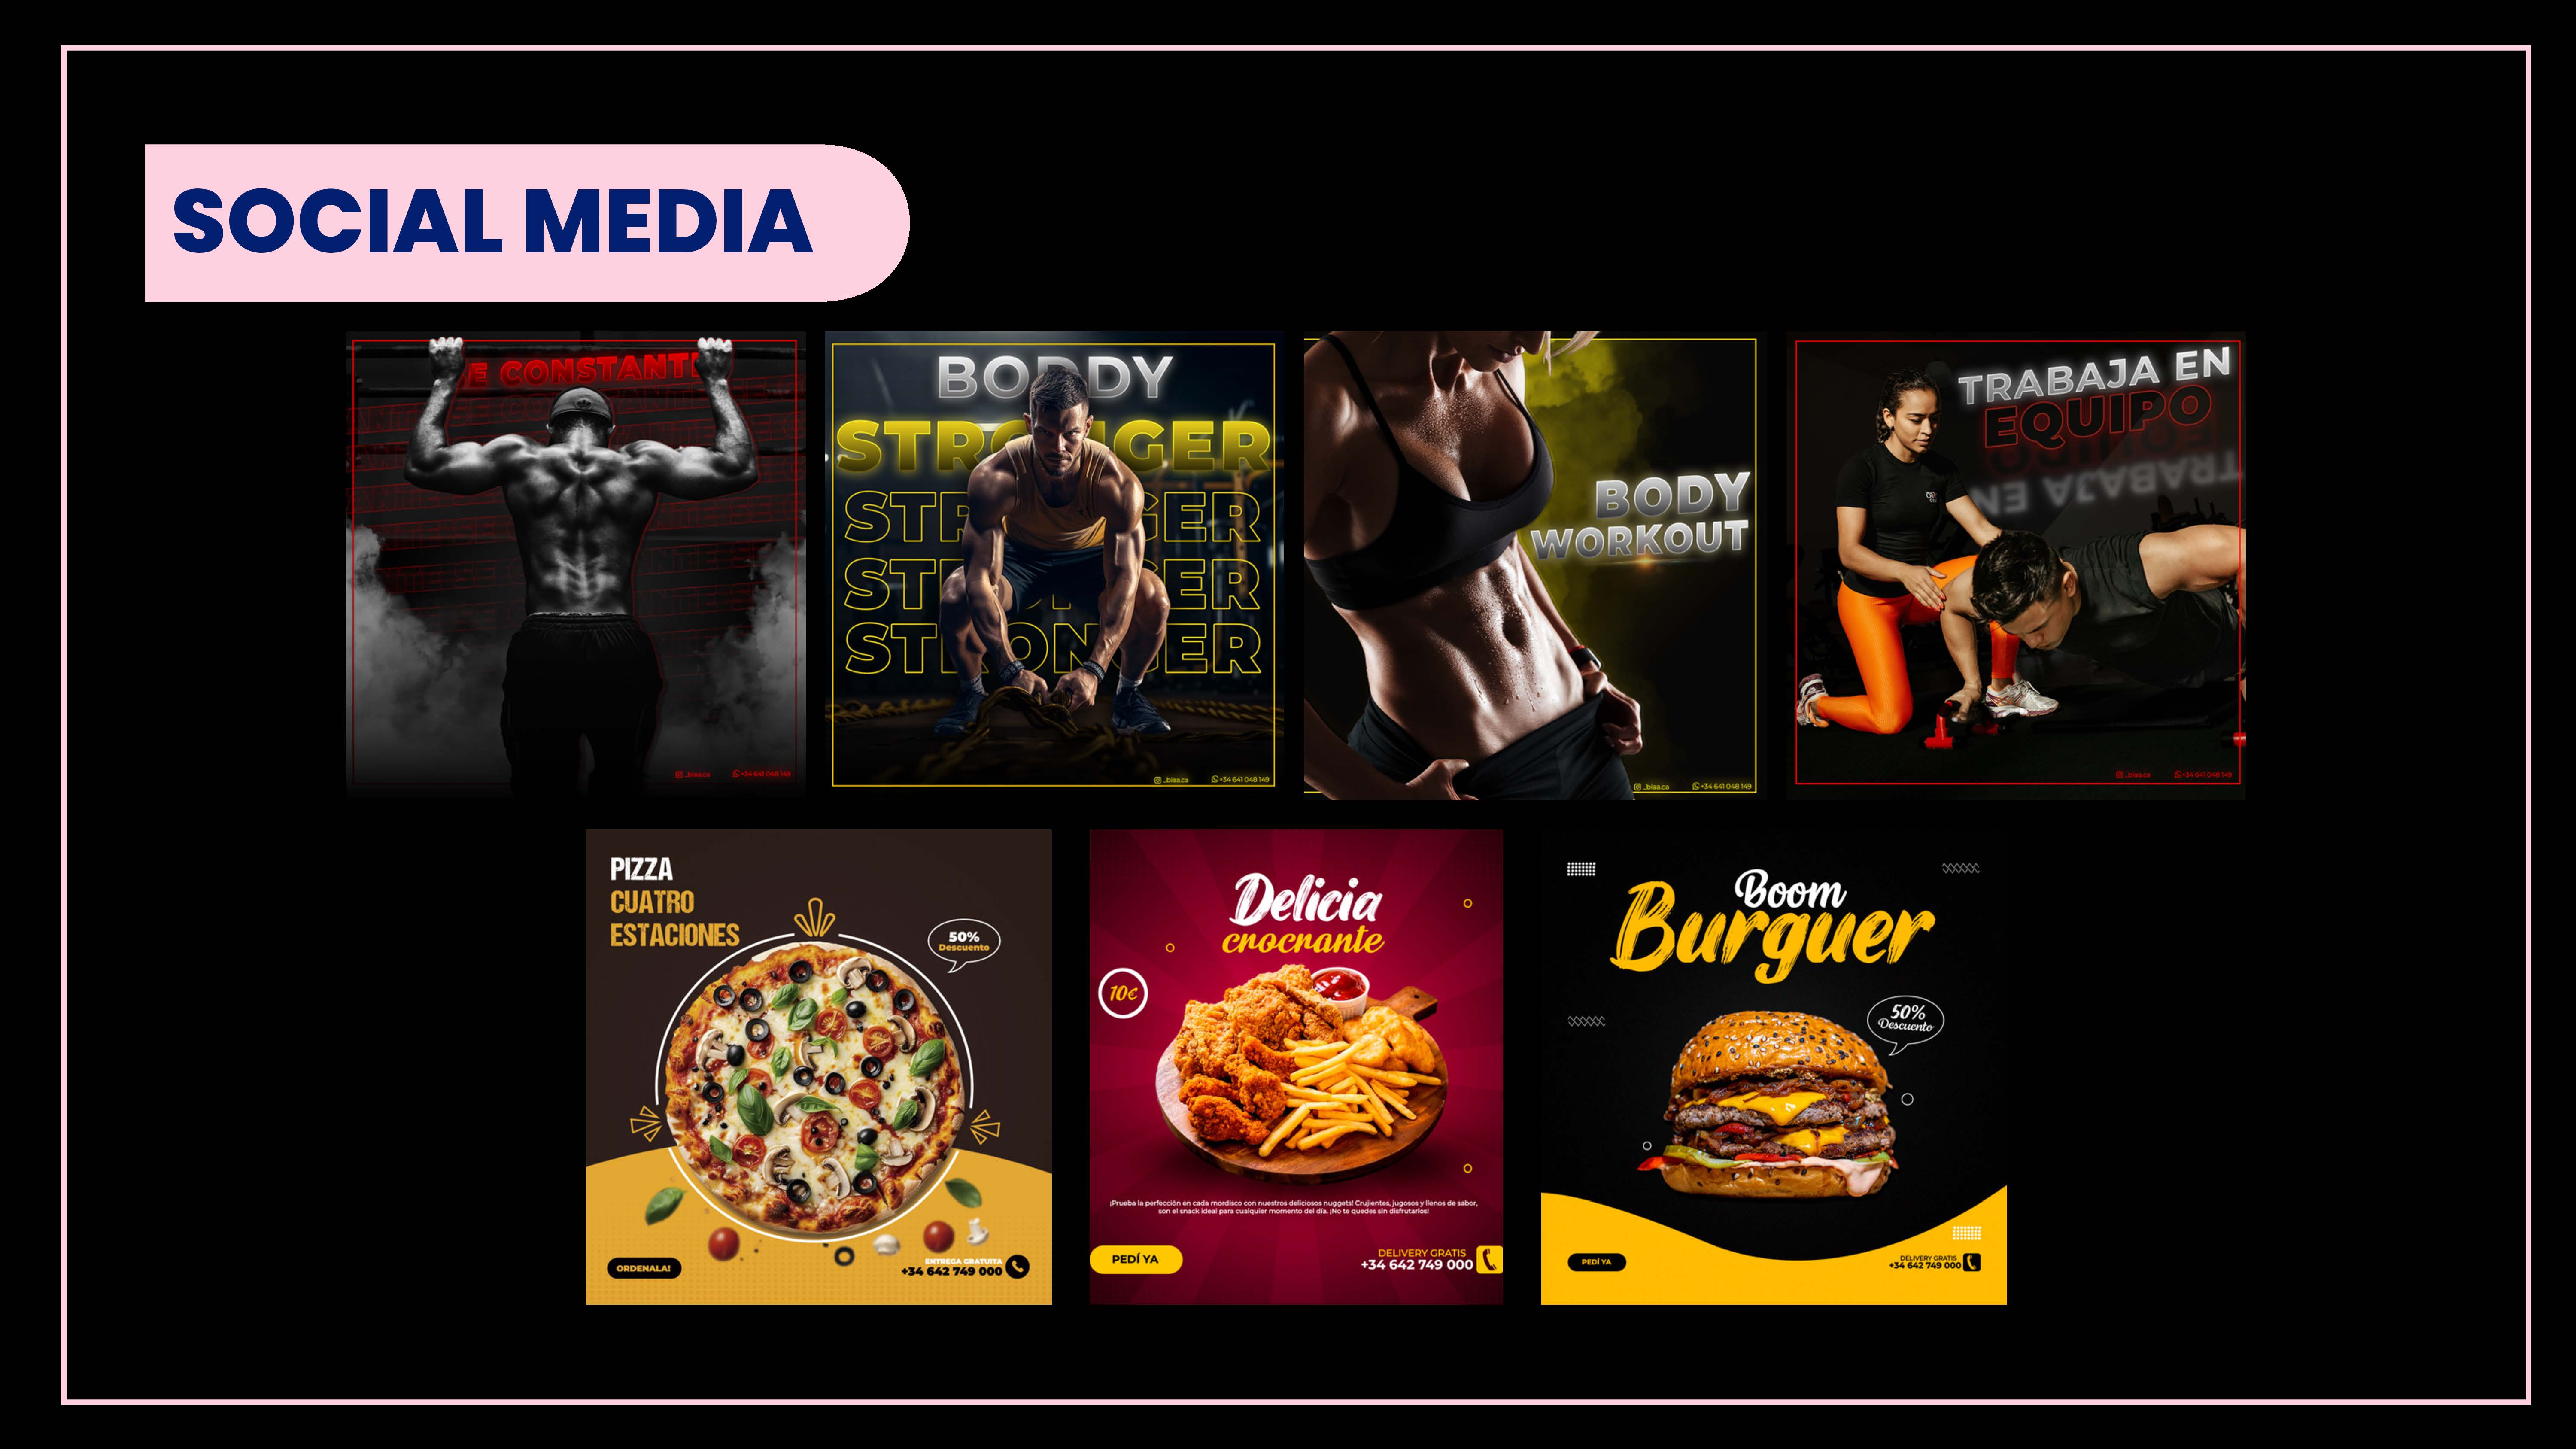 SOCIAL MEDIA
E CONSTANTE
_biaa.ca +34 641 048 149
BODDY
STRONGER
STRONGER
STRONGER
STRONGER
_biaa.ca +34 641 048 149
BODY
WORKOUT
_biaa.ca +34 641 048 149
TRABAJA EN
EQUIPO
EQUIPO
TRABAJA EN
_biaa.ca +34 641 048 149
PIZZA
CUATRO
ESTACIONES
50%
Descuento
ORDENALA!
ENTREGA GRATUITA
+34 642 749 000
Delicia
crocrante
10€
¡Prueba la perfección en cada mordisco con nuestros deliciosos nuggets! Crujientes, jugosos y llenos de sabor,
son el snack ideal para cualquier momento del día. ¡No te quedes sin disfrutarlos!
PEDÍ YA
DELIVERY GRATIS
+34 642 749 000
Boom
Burguer
50%
Descuento
PEDÍ YA
DELIVERY GRATIS
+34 642 749 000